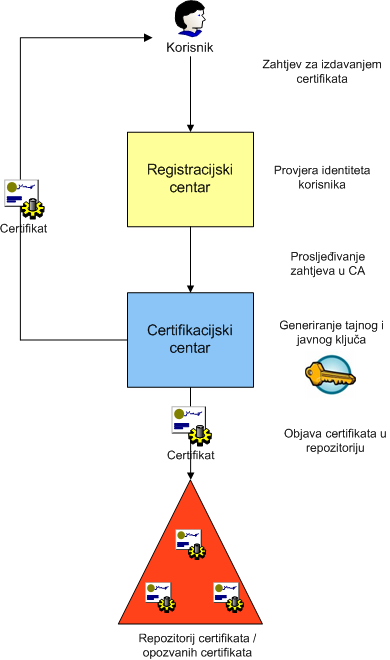 Korisnik
Zahtjev za izdavanjem
certifikata
Registracijski
centar
Provjera identiteta
korisnika
Certifikat
Prosljeđivanje
zahtjeva u CA
Certifikacijski
centar
Generiranje tajnog i
javnog ključa
Certifikat
Objava certifikata u
repozitoriju
Repozitorij certifikata /
opozvanih certifikata